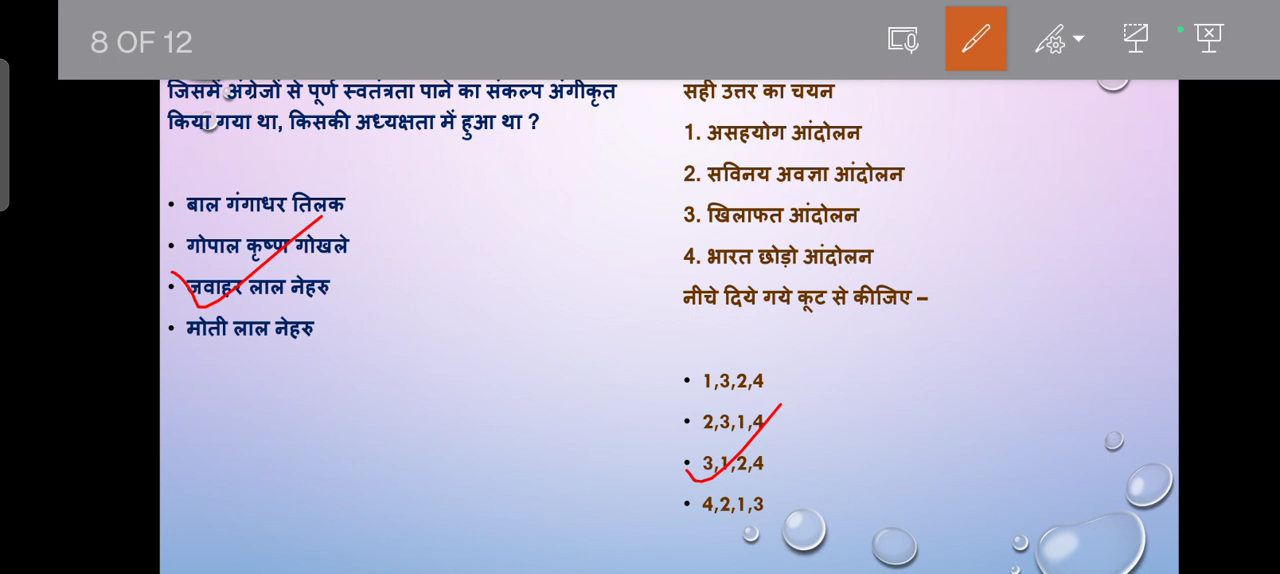 8 OF 12
जिसमें अंग्रेजों से पूर्ण स्वतंत्रता पाने का संकल्प अंगीकृत
किया गया था, किसकी अध्यक्षता में हुआ था ?
• बाल गंगाधर तिलक
• गोपाल कृष्ण गोखले
• जवाहर लाल नेहरु
• मोती लाल नेहरु
सही उत्तर का चयन
1. असहयोग आंदोलन
2. सविनय अवज्ञा आंदोलन
3. खिलाफत आंदोलन
4. भारत छोड़ो आंदोलन
नीचे दिये गये कूट से कीजिए –
• 1,3,2,4
• 2,3,1,4
• 3,1,2,4
• 4,2,1,3